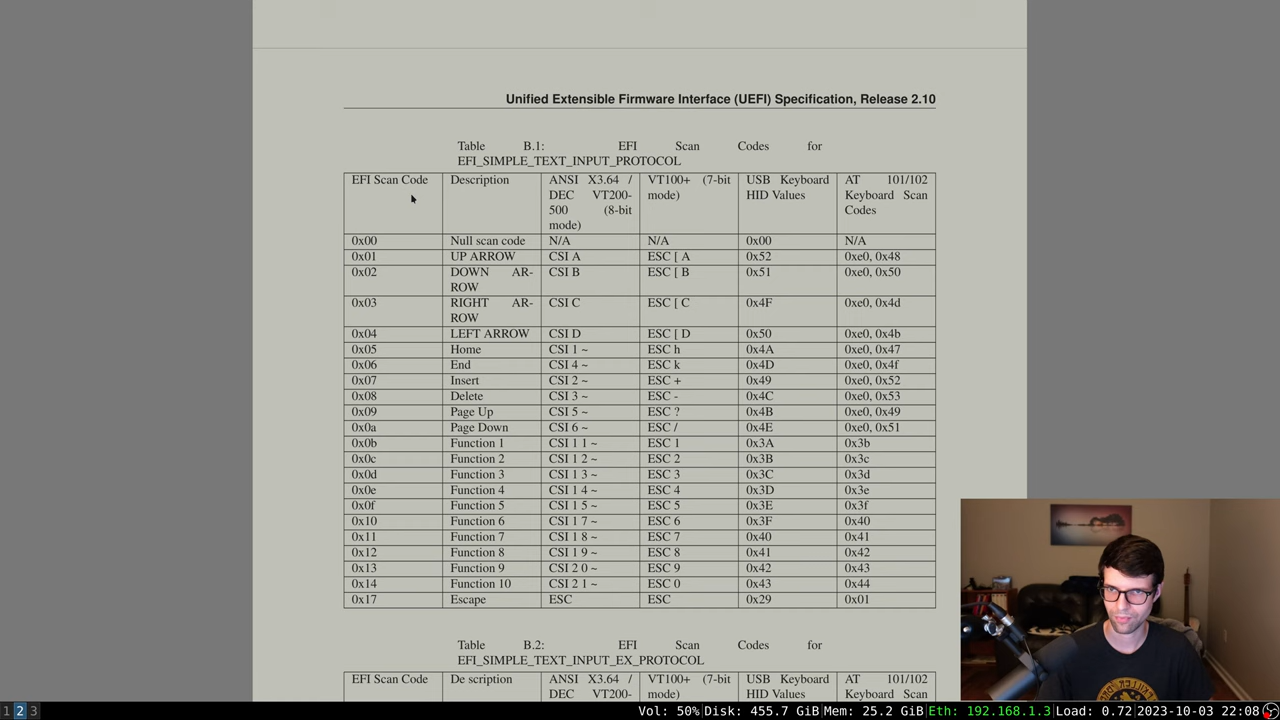 Unified Extensible Firmware Interface (UEFI) Specification, Release 2.10
Table B.1: EFI Scan Codes for
EFI_SIMPLE_TEXT_INPUT_PROTOCOL
EFI Scan Code Description ANSI X3.64 / VT100+ (7-bit USB Keyboard AT 101/102
DEC VT200- mode) HID Values Keyboard Scan
500 (8-bit Codes
mode)
0x00 Null scan code N/A N/A 0x00 N/A
0x01 UP ARROW CSI A ESC [ A 0x52 0xe0, 0x48
0x02 DOWN AR- CSI B ESC [ B 0x51 0xe0, 0x50
ROW
0x03 RIGHT AR- CSI C ESC [ C 0x4F 0xe0, 0x4d
ROW
0x04 LEFT ARROW CSI D ESC [ D 0x50 0xe0, 0x4b
0x05 Home CSI 1 ~ ESC h 0x4A 0xe0, 0x47
0x06 End CSI 4 ~ ESC k 0x4D 0xe0, 0x4f
0x07 Insert CSI 2 ~ ESC + 0x49 0xe0, 0x52
0x08 Delete CSI 3 ~ ESC - 0x4C 0xe0, 0x53
0x09 Page Up CSI 5 ~ ESC ? 0x4B 0xe0, 0x49
0x0a Page Down CSI 6 ~ ESC / 0x4E 0xe0, 0x51
0x0b Function 1 CSI 1 1 ~ ESC 1 0x3A 0x3b
0x0c Function 2 CSI 1 2 ~ ESC 2 0x3B 0x3c
0x0d Function 3 CSI 1 3 ~ ESC 3 0x3C 0x3d
0x0e Function 4 CSI 1 4 ~ ESC 4 0x3D 0x3e
0x0f Function 5 CSI 1 5 ~ ESC 5 0x3E 0x3f
0x10 Function 6 CSI 1 7 ~ ESC 6 0x3F 0x40
0x11 Function 7 CSI 1 8 ~ ESC 7 0x40 0x41
0x12 Function 8 CSI 1 9 ~ ESC 8 0x41 0x42
0x13 Function 9 CSI 2 0 ~ ESC 9 0x42 0x43
0x14 Function 10 CSI 2 1 ~ ESC 0 0x43 0x44
0x17 Escape ESC ESC 0x29 0x01
Table B.2: EFI Scan Codes for
EFI_SIMPLE_TEXT_INPUT_EX_PROTOCOL
EFI Scan Code De scription ANSI X3.64 / VT100+ (7-bit USB Keyboard AT 101/102
DEC VT200- mode) HID Values Keyboard Scan
1 2 3 Vol: 50% Disk: 455.7 GiB Mem: 25.2 GiB Eth: 192.168.1.3 Load: 0.72 2023-10-03 22:08